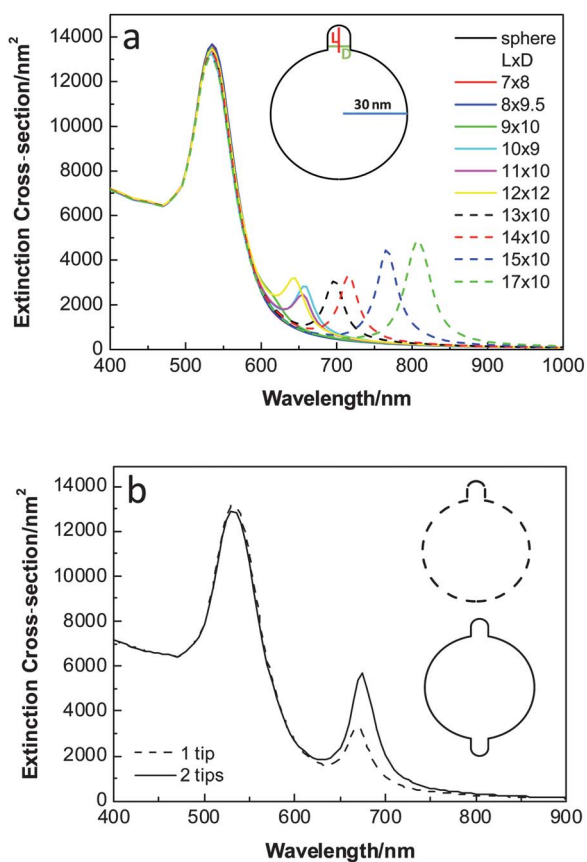 a
Extinction Cross-section/nm²
14000
12000
10000
8000
6000
4000
2000
0
400 500 600 700 800 900 1000
Wavelength/nm
L
D
30 nm
sphere
LxD
7x8
8x9.5
9x10
10x9
11x10
12x12
13x10
14x10
15x10
17x10
b
Extinction Cross-section/nm²
14000
12000
10000
8000
6000
4000
2000
0
400 500 600 700 800 900
Wavelength/nm
1 tip
2 tips